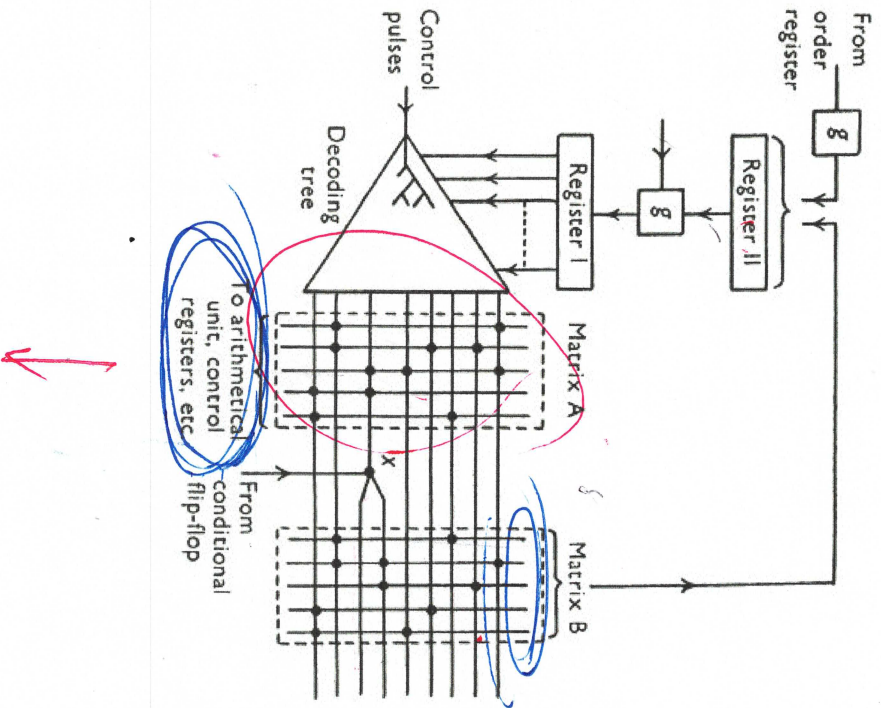 From
order
register
g
Register II
g
Register I
Control
pulses
Decoding
tree
Matrix A
To arithmetical
unit, control
registers, etc
x
From
conditional
flip-flop
Matrix B